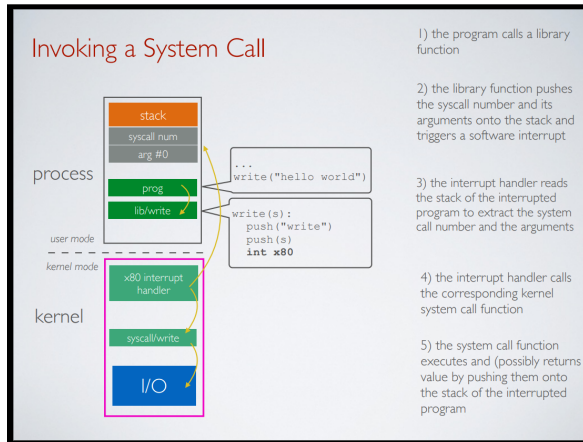 Invoking a System Call
stack
syscall num
arg #0
process
prog
lib/write
user mode
kernel mode
x80 interrupt
handler
kernel
syscall/write
I/O
...
write("hello world")
write(s):
push("write")
push(s)
int x80
1) the program calls a library
function
2) the library function pushes
the syscall number and its
arguments onto the stack and
triggers a software interrupt
3) the interrupt handler reads
the stack of the interrupted
program to extract the system
call number and the arguments
4) the interrupt handler calls
the corresponding kernel
system call function
5) the system call function
executes and (possibly returns
value by pushing them onto
the stack of the interrupted
program